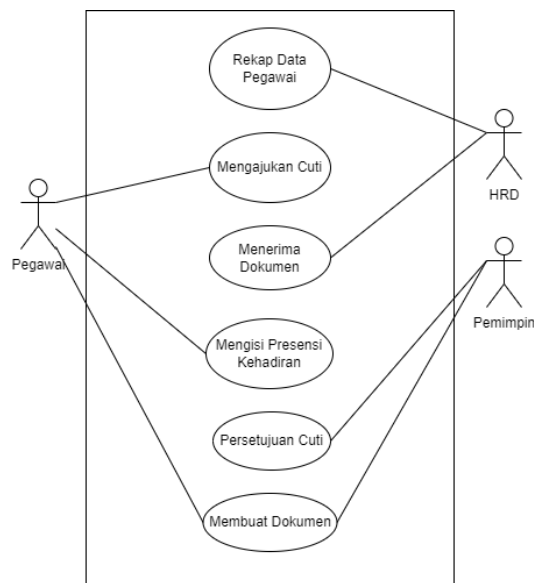 Rekap Data
Pegawai
Mengajukan Cuti
HRD
Menerima
Dokumen
Pegawai
Pemimpin
Mengisi Presensi
Kehadiran
Persetujuan Cuti
Membuat Dokumen